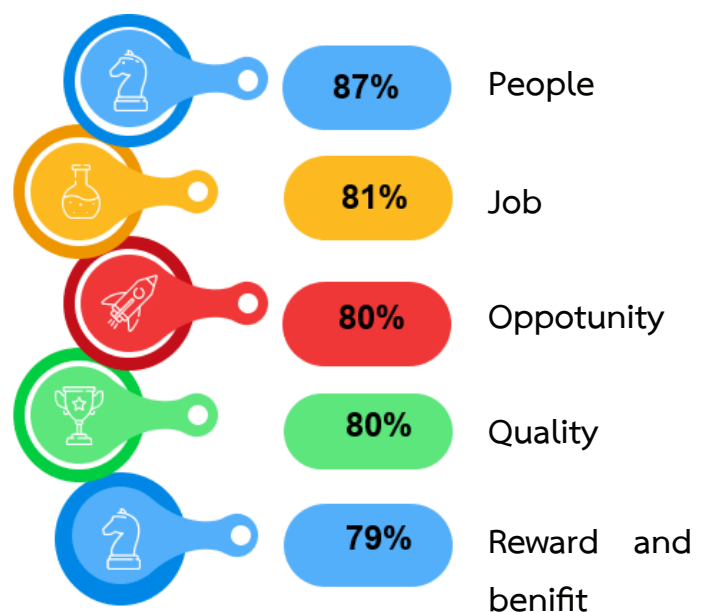 87% People
81% Job
80% Oppotunity
80% Quality
79% Reward and
benifit